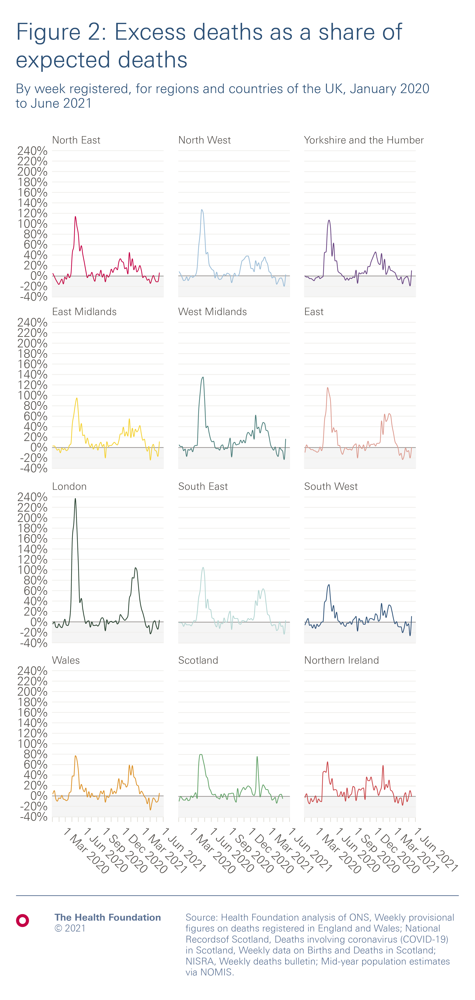 Figure 2: Excess deaths as a share of
expected deaths
By week registered, for regions and countries of the UK, January 2020
to June 2021
North East
North West
Yorkshire and the Humber
240%
220%
200%
180%
160%
140%
120%
100%
80%
60%
40%
20%
0%
-20%
-40%
East Midlands
West Midlands
East
240%
220%
200%
180%
160%
140%
120%
100%
80%
60%
40%
20%
0%
-20%
-40%
London
South East
South West
240%
220%
200%
180%
160%
140%
120%
100%
80%
60%
40%
20%
0%
-20%
-40%
Wales
Scotland
Northern Ireland
240%
220%
200%
180%
160%
140%
120%
100%
80%
60%
40%
20%
0%
-20%
-40%
1 Mar 2020
1 Jun 2020
1 Sep 2020
1 Dec 2020
1 Mar 2021
1 Jun 2021
1 Mar 2020
1 Jun 2020
1 Sep 2020
1 Dec 2020
1 Mar 2021
1 Jun 2021
1 Mar 2020
1 Jun 2020
1 Sep 2020
1 Dec 2020
1 Mar 2021
1 Jun 2021
The Health Foundation
© 2021
Source: Health Foundation analysis of ONS, Weekly provisional
figures on deaths registered in England and Wales; National
Recordsof Scotland, Deaths involving coronavirus (COVID-19)
in Scotland, Weekly data on Births and Deaths in Scotland;
NISRA, Weekly deaths bulletin; Mid-year population estimates
via NOMIS.